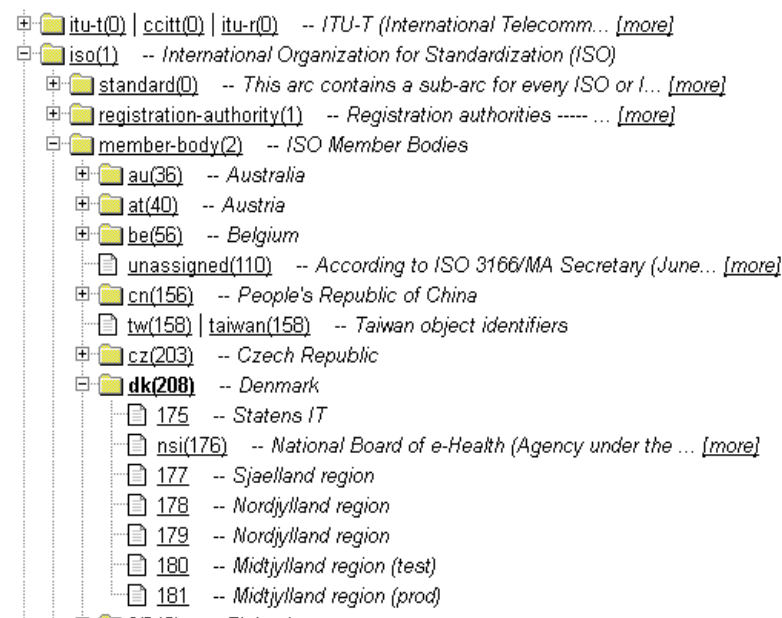 itu-t(0) | ccitt(0) | itu-r(0) -- ITU-T (International Telecomm... [more]
iso(1) -- International Organization for Standardization (ISO)
standard(0) -- This arc contains a sub-arc for every ISO or I... [more]
registration-authority(1) -- Registration authorities ----- ... [more]
member-body(2) -- ISO Member Bodies
au(36) -- Australia
at(40) -- Austria
be(56) -- Belgium
unassigned(110) -- According to ISO 3166/MA Secretary (June... [more]
cn(156) -- People's Republic of China
tw(158) | taiwan(158) -- Taiwan object identifiers
cz(203) -- Czech Republic
dk(208) -- Denmark
175 -- Statens IT
nsi(176) -- National Board of e-Health (Agency under the ... [more]
177 -- Sjaelland region
178 -- Nordjylland region
179 -- Nordjylland region
180 -- Midtjylland region (test)
181 -- Midtjylland region (prod)